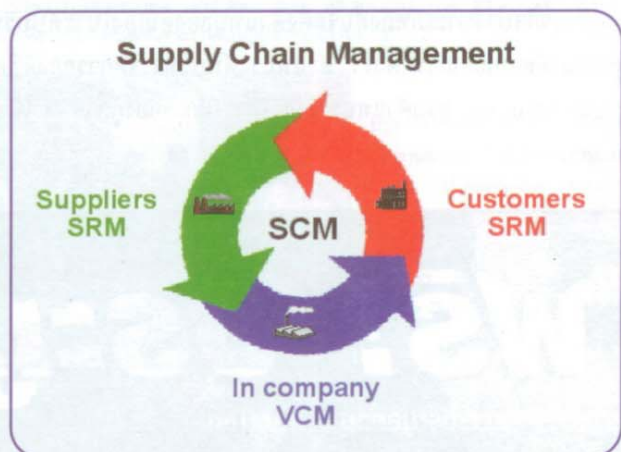 Supply Chain Management
Suppliers
SRM
SCM
Customers
SRM
In company
VCM